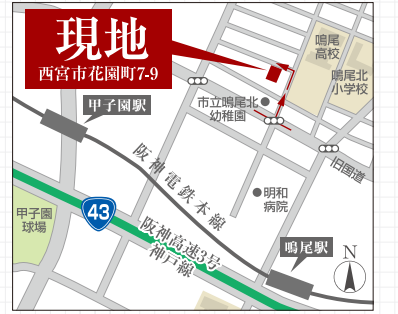 現地
西宮市花園町7-9
鳴尾
高校
鳴尾北
小学校
市立鳴尾北
幼稚園
甲子園駅
旧国道
阪神電鉄本線
明和
病院
43
甲子園
球場
阪神高速3号
神戸線
鳴尾駅
N